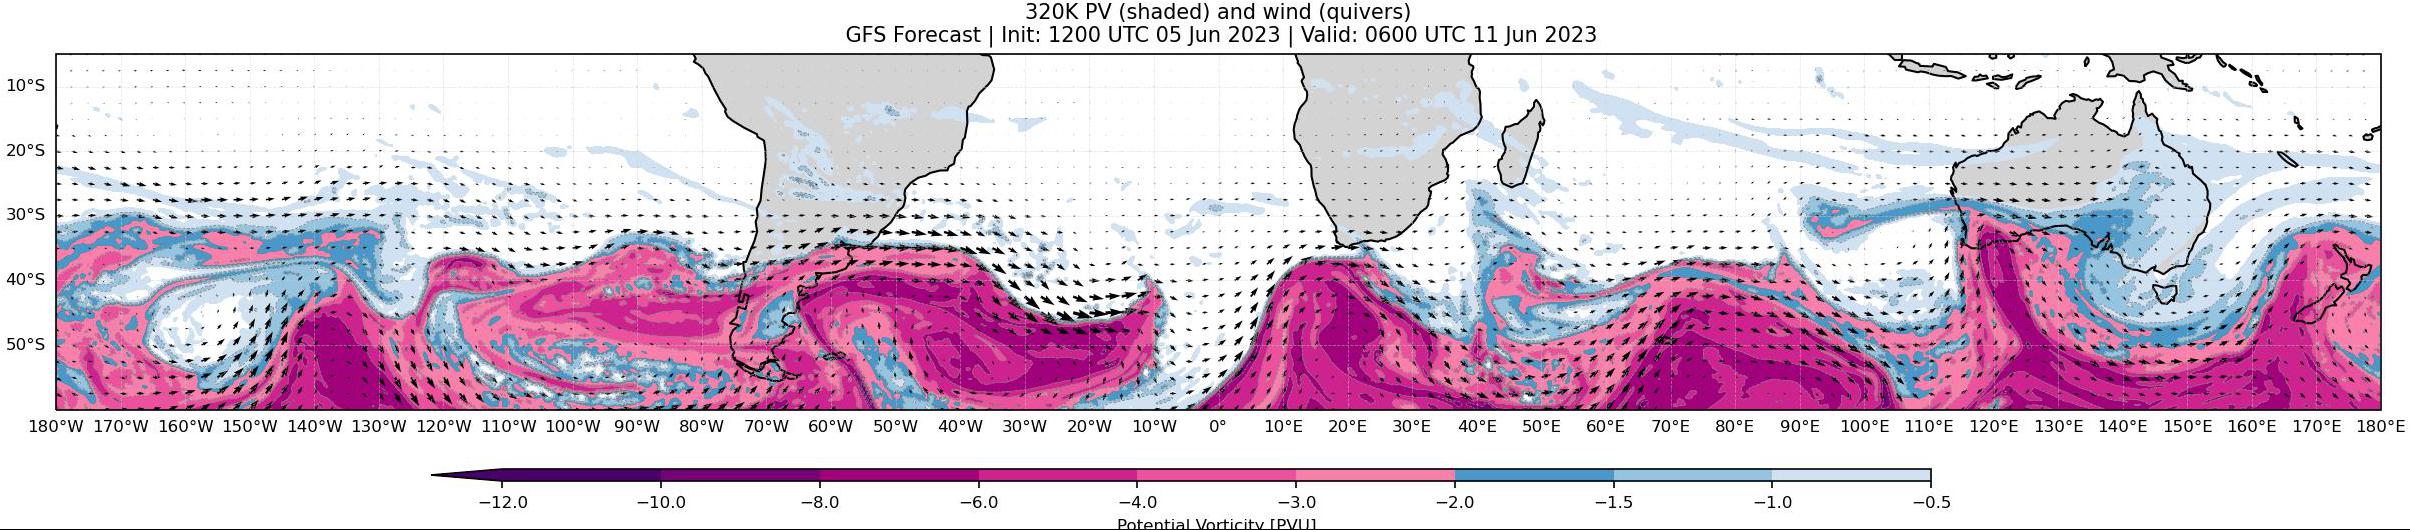 320K PV (shaded) and wind (quivers)
GFS Forecast | Init: 1200 UTC 05 Jun 2023 | Valid: 0600 UTC 11 Jun 2023
10°S
20°S
30°S
40°S
50°S
180°W 170°W 160°W 150°W 140°W 130°W 120°W 110°W 100°W 90°W 80°W 70°W 60°W 50°W 40°W 30°W 20°W 10°W 0° 10°E 20°E 30°E 40°E 50°E 60°E 70°E 80°E 90°E 100°E 110°E 120°E 130°E 140°E 150°E 160°E 170°E 180°E
−12.0 −10.0 −8.0 −6.0 −4.0 −3.0 −2.0 −1.5 −1.0 −0.5
Potential Vorticity [PVU]